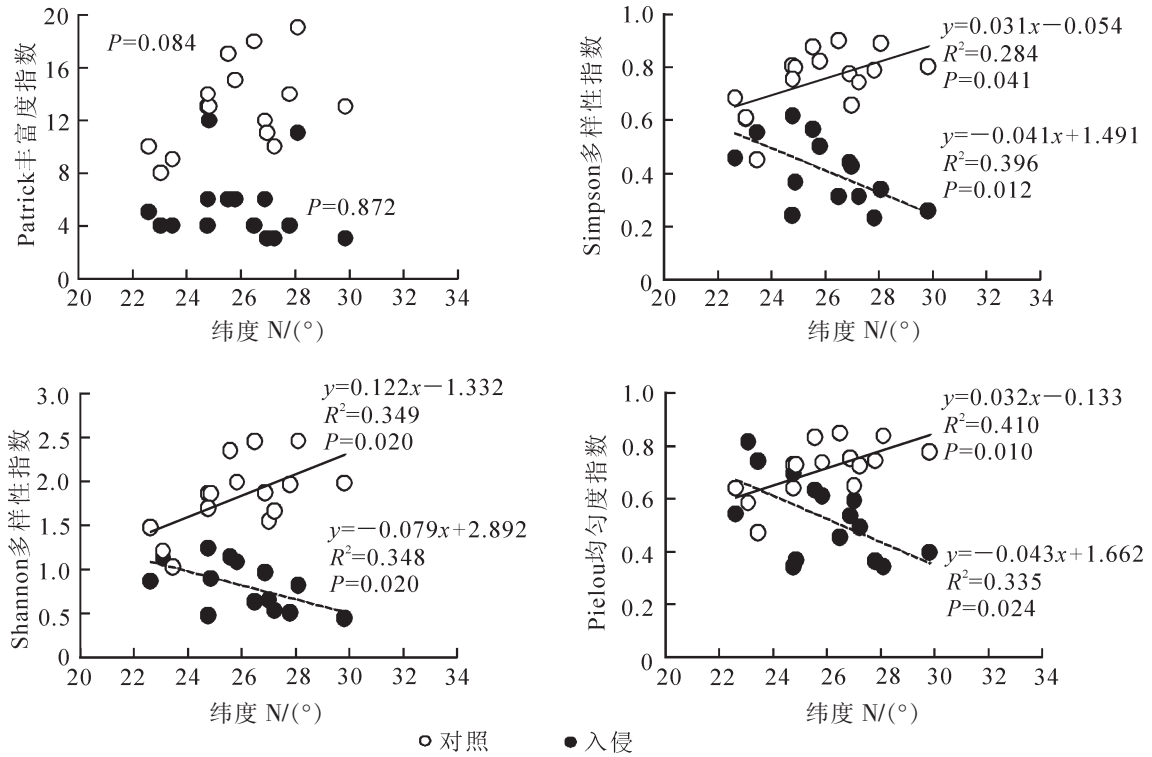 20
16
12
8
4
0
Patrick丰富度指数
P=0.084
P=0.872
20 22 24 26 28 30 32 34
纬度 N/(°)
1.0
0.8
0.6
0.4
0.2
0
Simpson多样性指数
y=0.031x−0.054
R²=0.284
P=0.041
y=−0.041x+1.491
R²=0.396
P=0.012
20 22 24 26 28 30 32 34
纬度 N/(°)
3.0
2.5
2.0
1.5
1.0
0.5
0
Shannon多样性指数
y=0.122x−1.332
R²=0.349
P=0.020
y=−0.079x+2.892
R²=0.348
P=0.020
20 22 24 26 28 30 32 34
纬度 N/(°)
1.0
0.8
0.6
0.4
0.2
0
Pielou均匀度指数
y=0.032x−0.133
R²=0.410
P=0.010
y=−0.043x+1.662
R²=0.335
P=0.024
20 22 24 26 28 30 32 34
纬度 N/(°)
对照 入侵